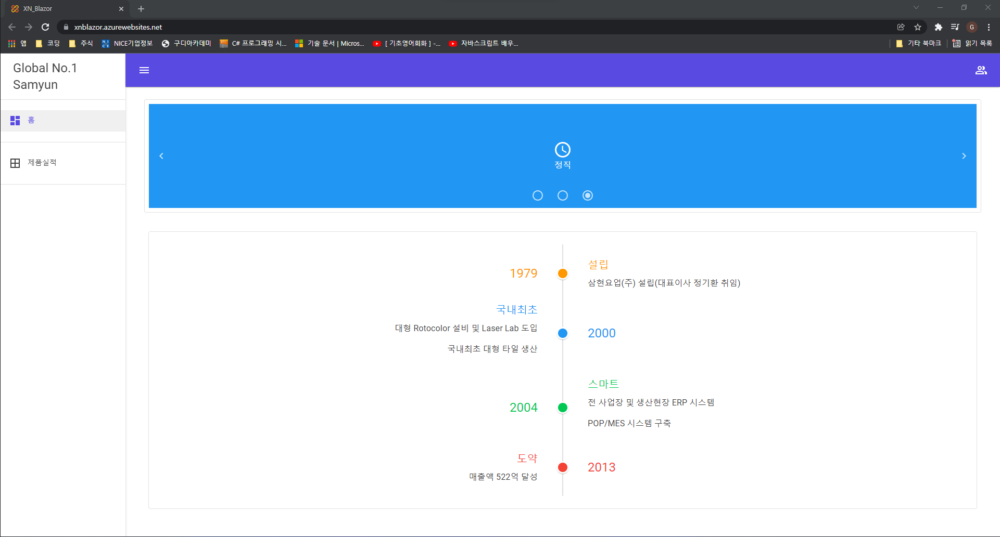 XN_Blazor
xnblazor.azurewebsites.net
G
앱
코딩
주식
NICE기업정보
구디아카데미
C# 프로그래밍 시...
기술 문서 | Micros...
[ 기초영어회화 ] -...
자바스크립트 배우...
기타 북마크
읽기 목록
Global No.1
Samyun
홈
제품실적
정직
1979
설립
삼현요업(주) 설립(대표이사 정기환 취임)
국내최초
대형 Rotocolor 설비 및 Laser Lab 도입
국내최초 대형 타일 생산
2000
2004
스마트
전 사업장 및 생산현장 ERP 시스템
POP/MES 시스템 구축
도약
매출액 522억 달성
2013